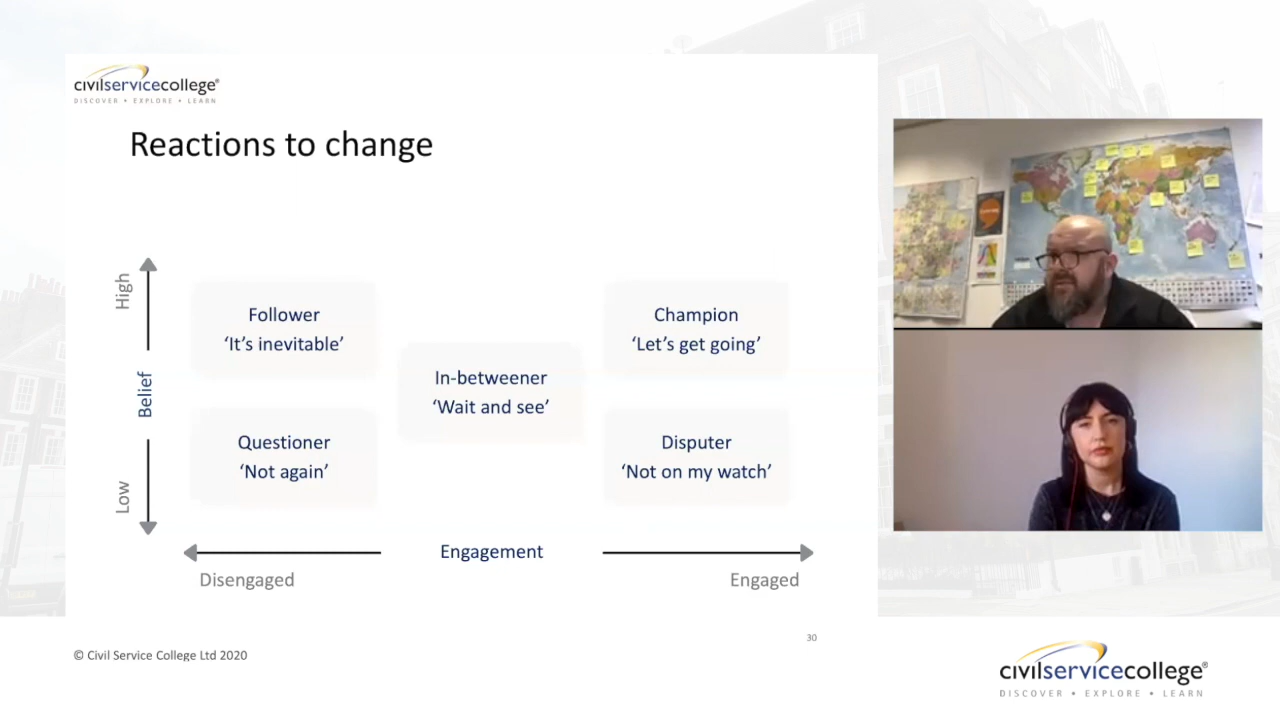 civilservicecollege®
DISCOVER • EXPLORE • LEARN
Reactions to change
High
Belief
Low
Follower
‘It’s inevitable’
Champion
‘Let’s get going’
In-betweener
‘Wait and see’
Questioner
‘Not again’
Disputer
‘Not on my watch’
Engagement
Disengaged
Engaged
30
© Civil Service College Ltd 2020
civilservicecollege®
DISCOVER • EXPLORE • LEARN